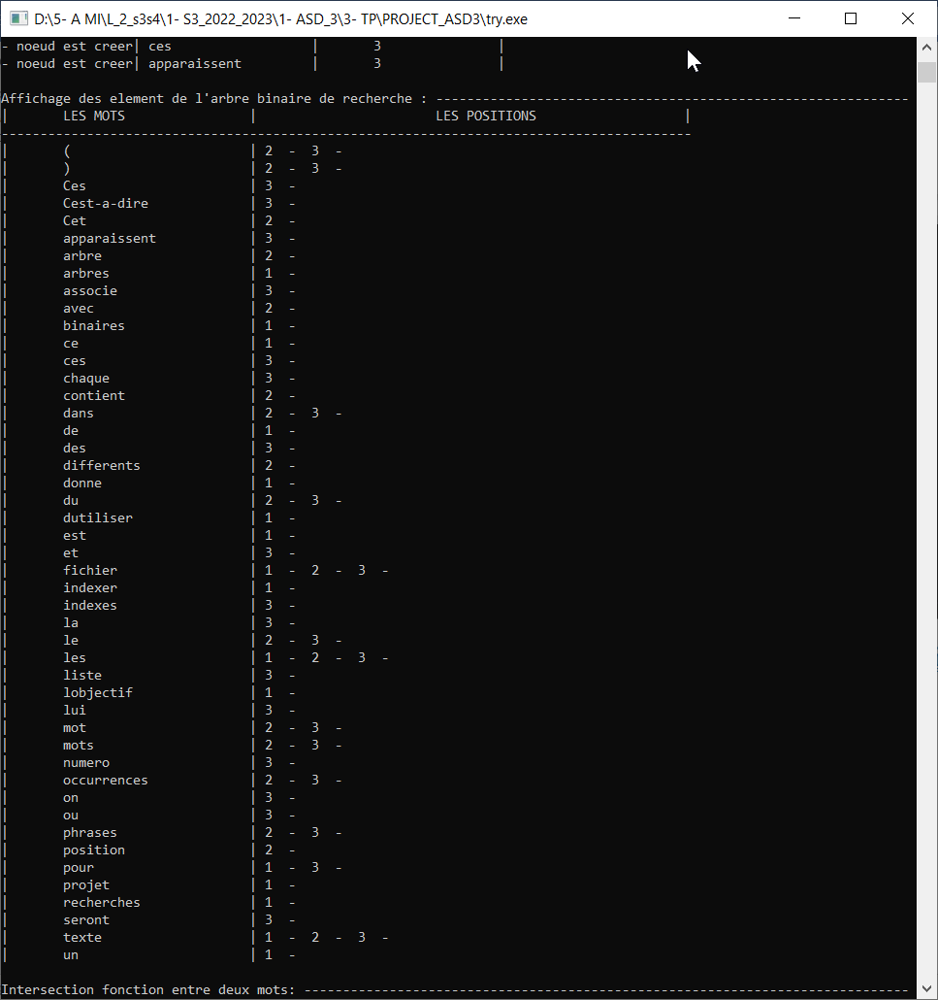 D:\5- A MI\L_2_s3s4\1- S3_2022_2023\1- ASD_3\3- TP\PROJECT_ASD3\try.exe
- noeud est creer| ces | 3 |
- noeud est creer| apparaissent | 3 |
Affichage des element de l'arbre binaire de recherche : -------------------------------------------------------------
| LES MOTS | LES POSITIONS |
-----------------------------------------------------------------------------------------
| ( | 2 - 3 -
| ) | 2 - 3 -
| Ces | 3 -
| Cest-a-dire | 3 -
| Cet | 2 -
| apparaissent | 3 -
| arbre | 2 -
| arbres | 1 -
| associe | 3 -
| avec | 2 -
| binaires | 1 -
| ce | 1 -
| ces | 3 -
| chaque | 3 -
| contient | 2 -
| dans | 2 - 3 -
| de | 1 -
| des | 3 -
| differents | 2 -
| donne | 1 -
| du | 2 - 3 -
| dutiliser | 1 -
| est | 1 -
| et | 3 -
| fichier | 1 - 2 - 3 -
| indexer | 1 -
| indexes | 3 -
| la | 3 -
| le | 2 - 3 -
| les | 1 - 2 - 3 -
| liste | 3 -
| lobjectif | 1 -
| lui | 3 -
| mot | 2 - 3 -
| mots | 2 - 3 -
| numero | 3 -
| occurrences | 2 - 3 -
| on | 3 -
| ou | 3 -
| phrases | 2 - 3 -
| position | 2 -
| pour | 1 - 3 -
| projet | 1 -
| recherches | 1 -
| seront | 3 -
| texte | 1 - 2 - 3 -
| un | 1 -
Intersection fonction entre deux mots: ------------------------------------------------------------------------------